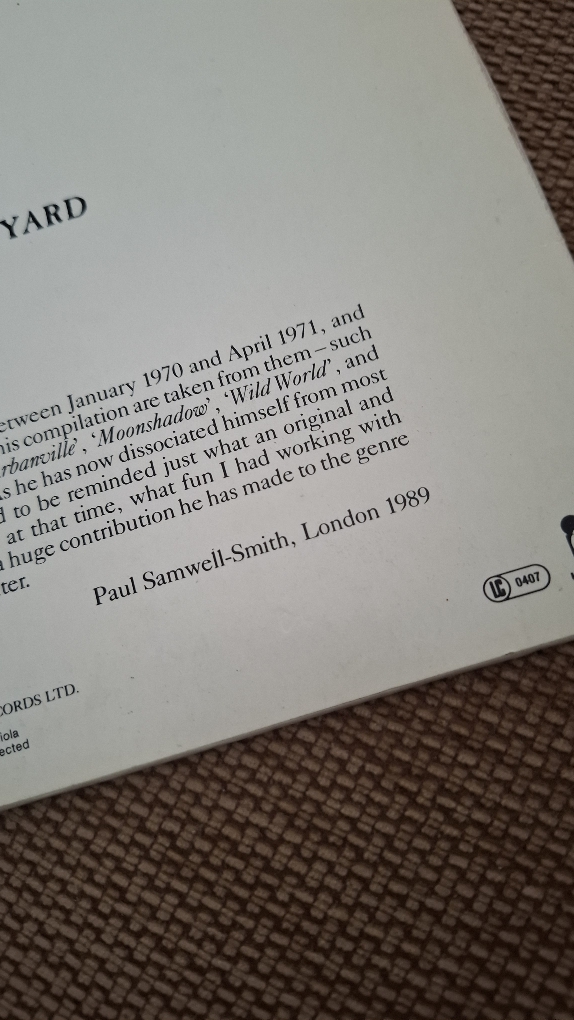 YARD
etween January 1970 and April 1971, and
his compilation are taken from them – such
rbanville', 'Moonshadow', 'Wild World', and
s he has now dissociated himself from most
d to be reminded just what an original and
at that time, what fun I had working with
a huge contribution he has made to the genre
ter.
Paul Samwell-Smith, London 1989
LC 0407
CORDS LTD.
iola
ected